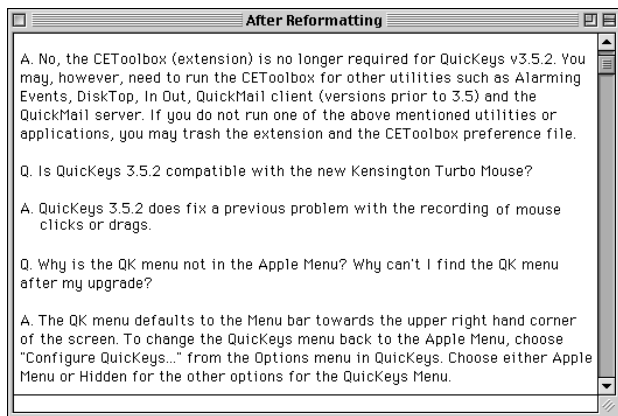 After Reformatting
A. No, the CEToolbox (extension) is no longer required for QuicKeys v3.5.2. You
may, however, need to run the CEToolbox for other utilities such as Alarming
Events, DiskTop, In Out, QuickMail client (versions prior to 3.5) and the
QuickMail server. If you do not run one of the above mentioned utilities or
applications, you may trash the extension and the CEToolbox preference file.
Q. Is QuicKeys 3.5.2 compatible with the new Kensington Turbo Mouse?
A. QuicKeys 3.5.2 does fix a previous problem with the recording of mouse
clicks or drags.
Q. Why is the QK menu not in the Apple Menu? Why can't I find the QK menu
after my upgrade?
A. The QK menu defaults to the Menu bar towards the upper right hand corner
of the screen. To change the QuicKeys menu back to the Apple Menu, choose
"Configure QuicKeys..." from the Options menu in QuicKeys. Choose either Apple
Menu or Hidden for the other options for the QuicKeys Menu.